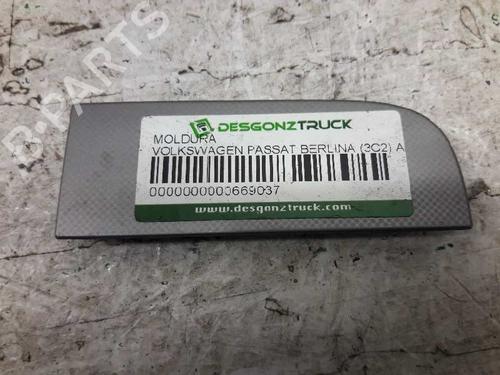 B-PARTS
DESGONZTRUCK
MOLDURA
VOLKSWAGEN PASSAT BERLINA (3C2) A
0000000000669037
www.desgonztruck.com